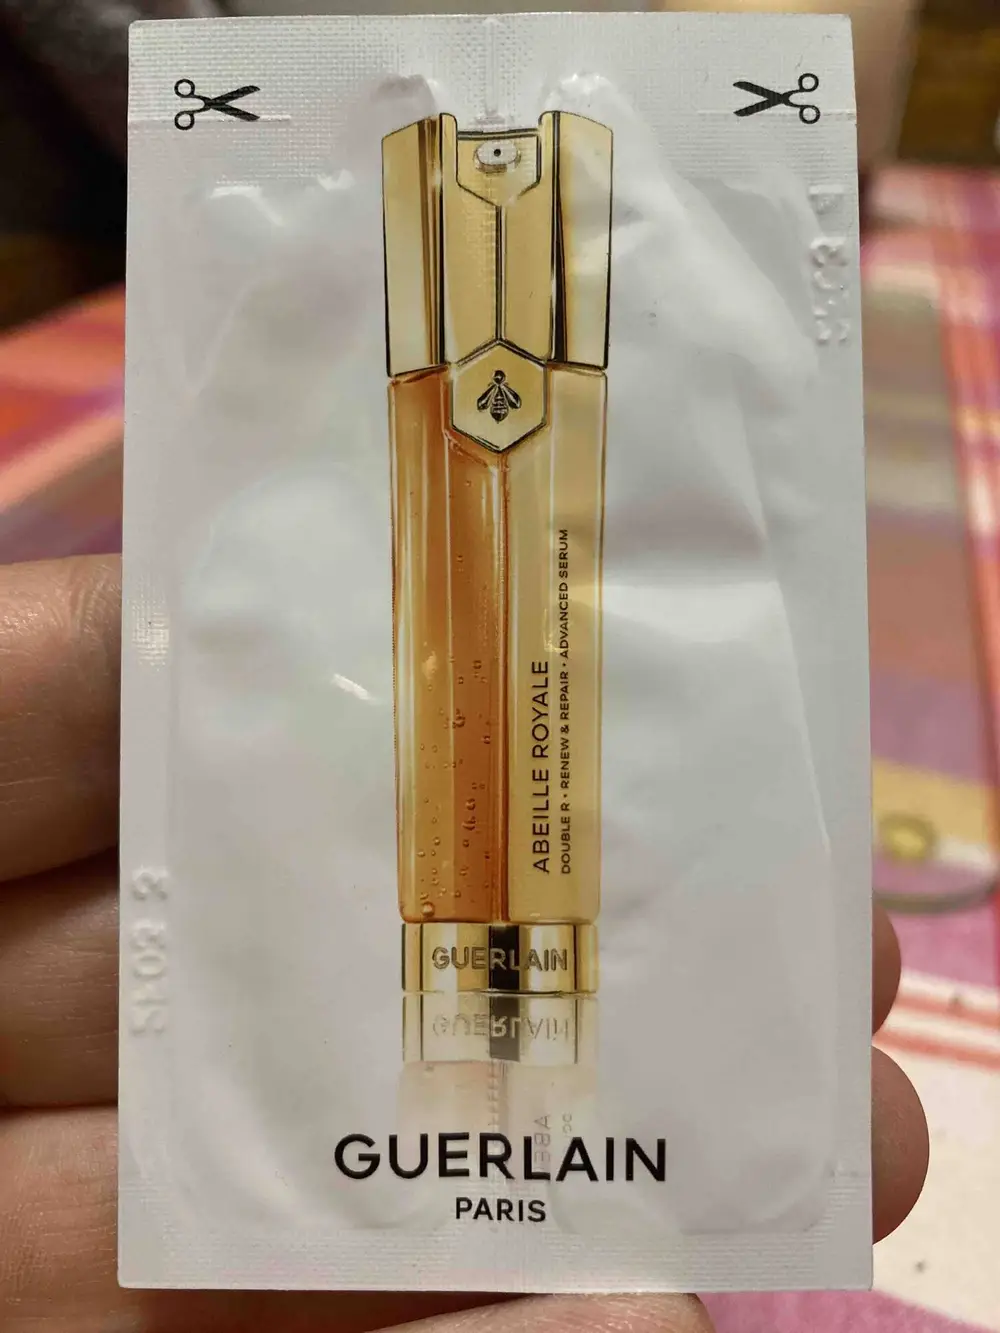 ABEILLE ROYALE
DOUBLE R • RENEW & REPAIR • ADVANCED SERUM
GUERLAIN
GUERLAIN
PARIS